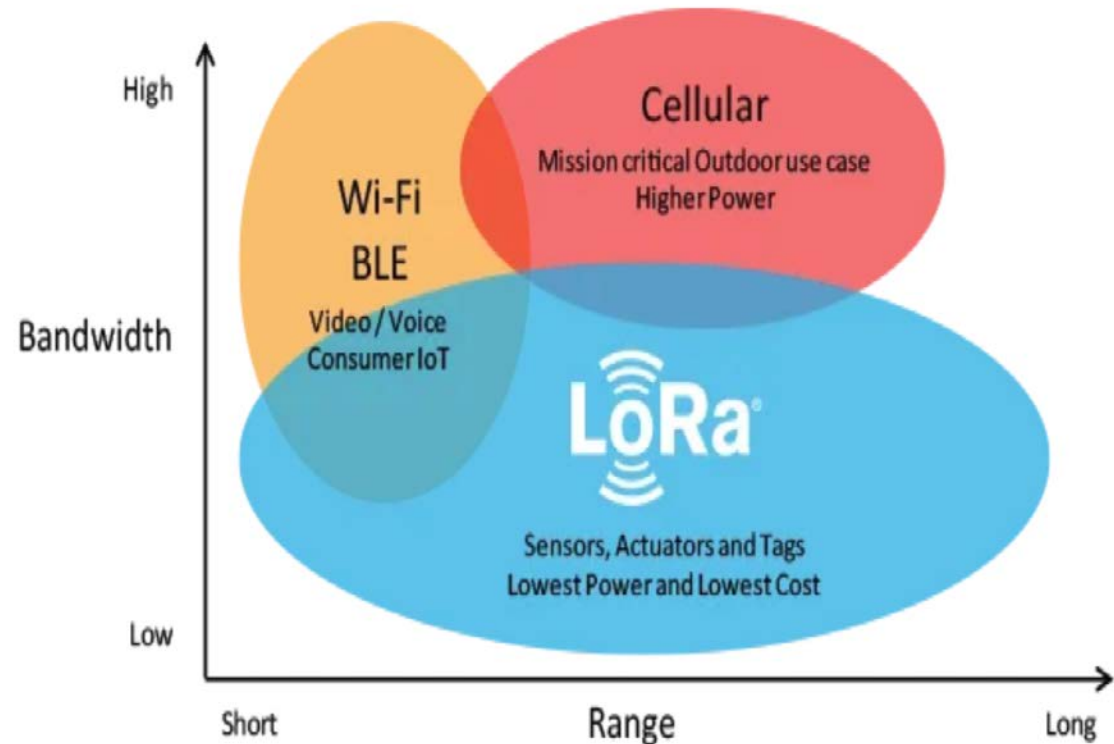 High
Cellular
Mission critical Outdoor use case
Higher Power
Wi-Fi
BLE
Video / Voice
Consumer IoT
Bandwidth
LoRa®
Sensors, Actuators and Tags
Lowest Power and Lowest Cost
Low
Short
Range
Long